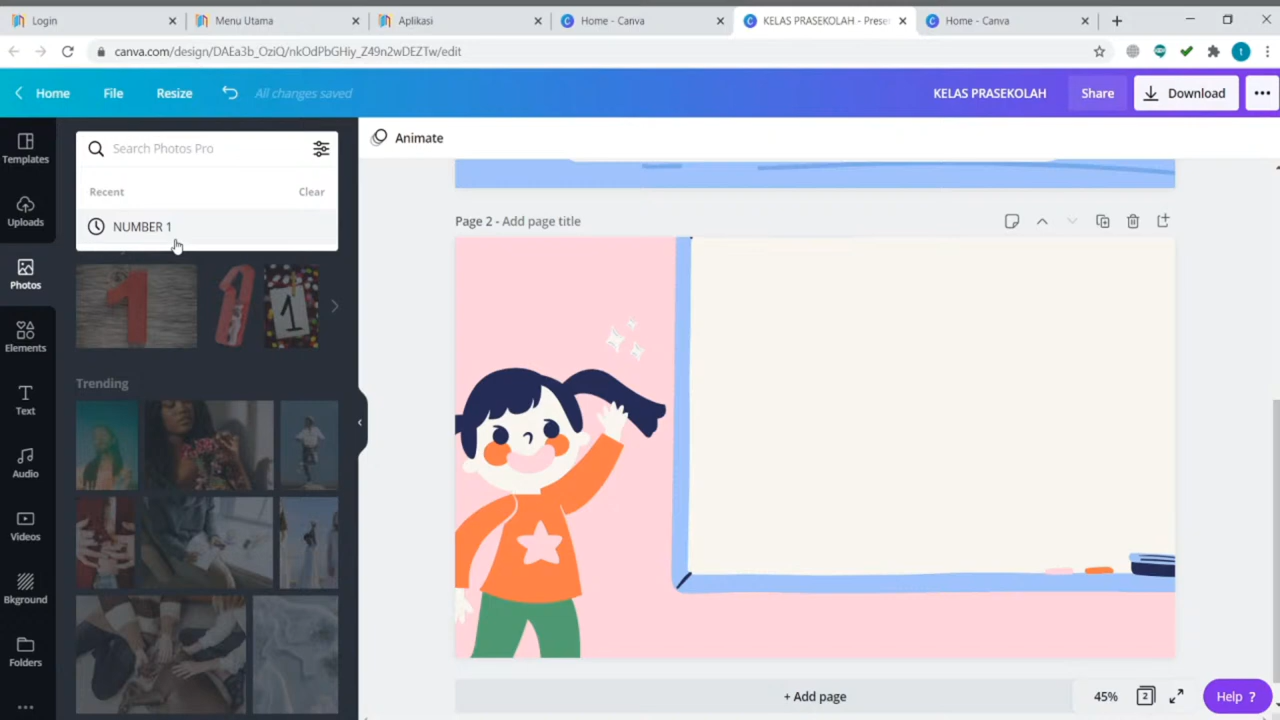 Login
Menu Utama
Aplikasi
Home - Canva
KELAS PRASEKOLAH - Prese
Home - Canva
canva.com/design/DAEa3b_OziQ/nkOdPbGHiy_Z49n2wDEZTw/edit
t
Home
File
Resize
All changes saved
KELAS PRASEKOLAH
Share
Download
Templates
Uploads
Photos
Elements
Text
Audio
Videos
Bkground
Folders
Search Photos Pro
Recent
Clear
NUMBER 1
1
1
Trending
Animate
Page 2 - Add page title
+ Add page
45%
2
Help ?